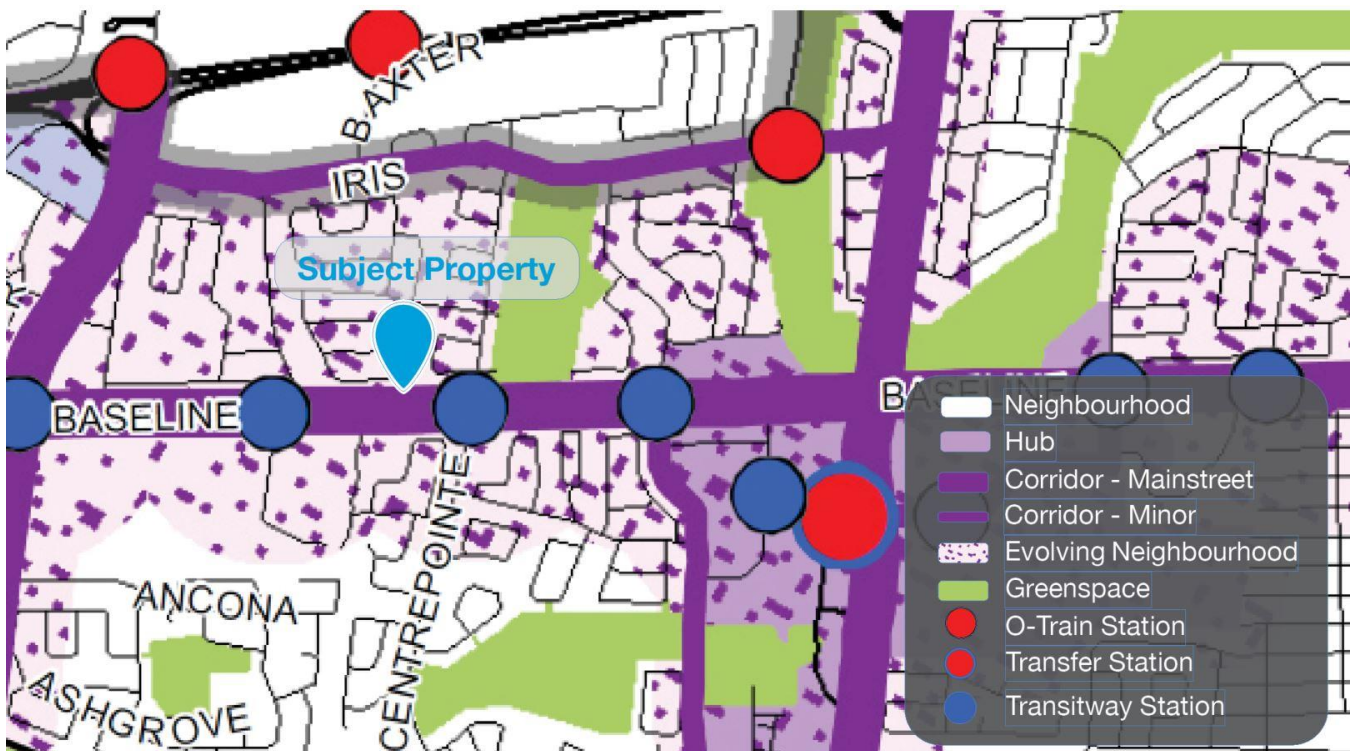 BAXTER
IRIS
Subject Property
BASELINE
CENTREPOINTE
ANCONA
ASHGROVE
Neighbourhood
Hub
Corridor - Mainstreet
Corridor - Minor
Evolving Neighbourhood
Greenspace
O-Train Station
Transfer Station
Transitway Station